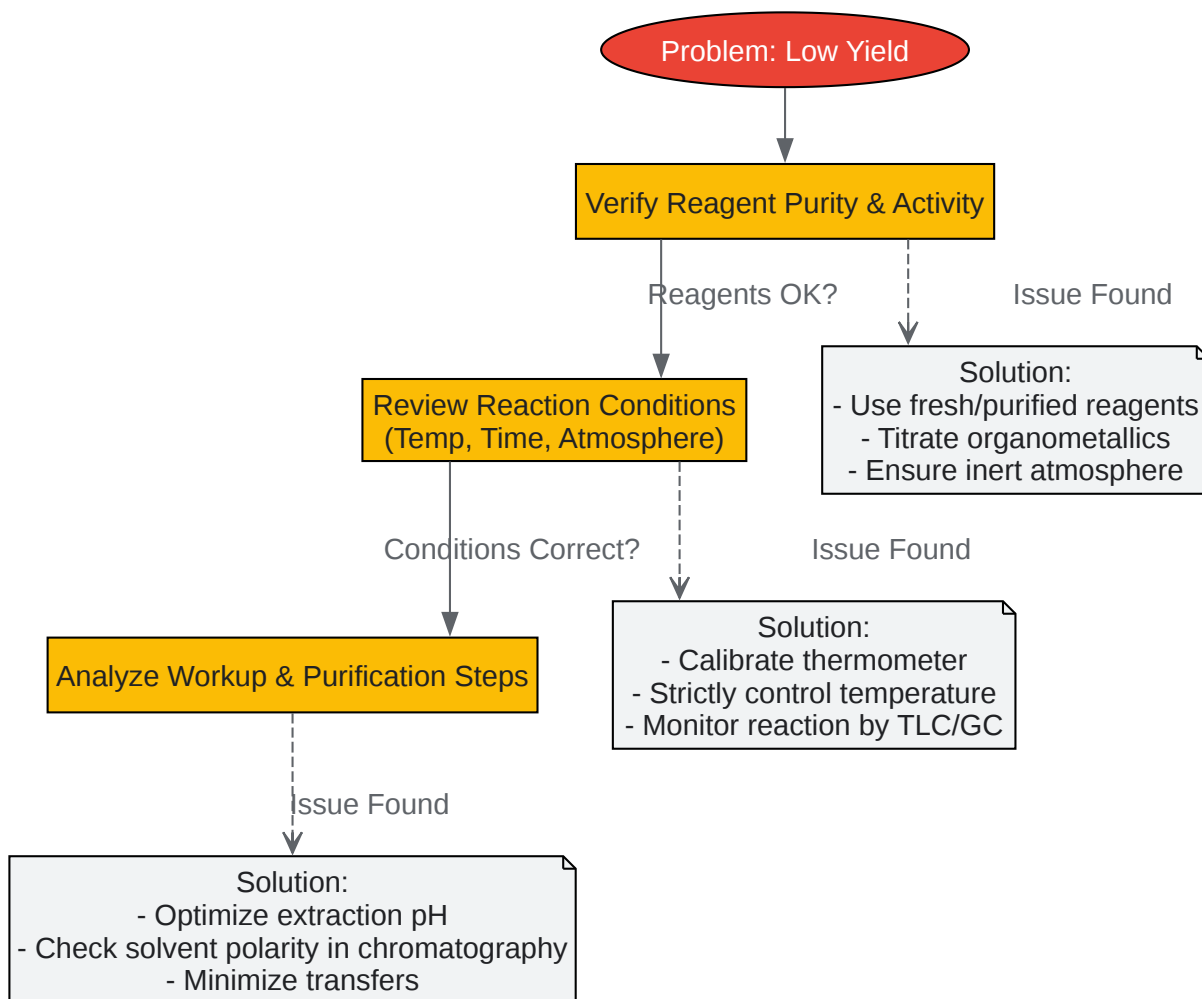 Problem: Low Yield
Verify Reagent Purity & Activity
Reagents OK?
Issue Found
Solution:
- Use fresh/purified reagents
- Titrate organometallics
- Ensure inert atmosphere
Review Reaction Conditions
(Temp, Time, Atmosphere)
Conditions Correct?
Issue Found
Solution:
- Calibrate thermometer
- Strictly control temperature
- Monitor reaction by TLC/GC
Analyze Workup & Purification Steps
Issue Found
Solution:
- Optimize extraction pH
- Check solvent polarity in chromatography
- Minimize transfers